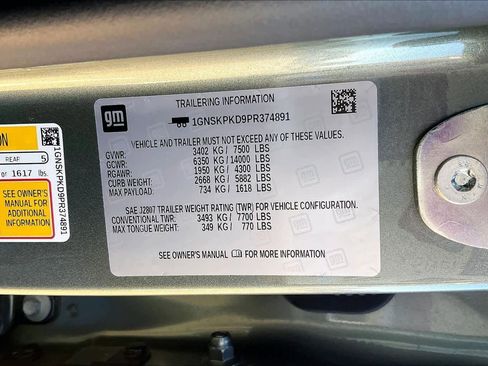 gm
TRAILERING INFORMATION
1GNSKPKD9PR374891
VEHICLE AND TRAILER MUST NOT EXCEED ANY OF THESE VALUES.
GVWR: 3402 KG/ 7500 LBS
GCWR: 6350 KG/ 14000 LBS
RGAWR: 1950 KG/ 4300 LBS
CURB WEIGHT: 2668 KG/ 5882 LBS
MAX PAYLOAD: 734 KG/ 1618 LBS
SAE J2807 TRAILER WEIGHT RATING (TWR) FOR VEHICLE CONFIGURATION.
CONVENTIONAL TWR: 3493 KG/ 7700 LBS
MAX TONGUE WEIGHT: 349 KG/ 770 LBS
SEE OWNER'S MANUAL FOR MORE INFORMATION
ION
REAR 5
or 1617 lbs.
SEE OWNER'S
MANUAL FOR
ADDITIONAL
INFORMATION
1GNSKPKD9PR374891